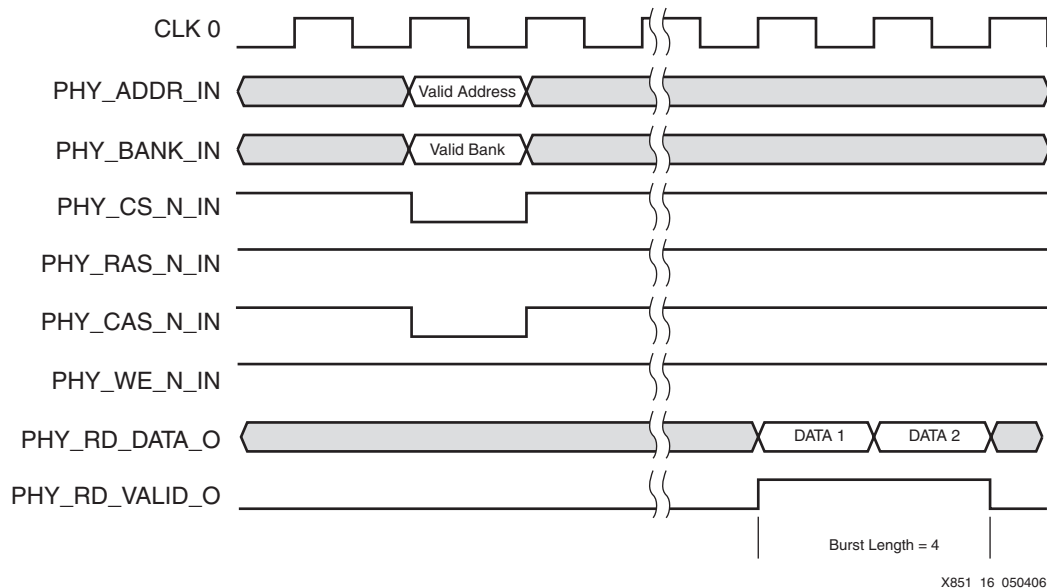 CLK 0
PHY_ADDR_IN
Valid Address
PHY_BANK_IN
Valid Bank
PHY_CS_N_IN
PHY_RAS_N_IN
PHY_CAS_N_IN
PHY_WE_N_IN
PHY_RD_DATA_O
DATA 1
DATA 2
PHY_RD_VALID_O
Burst Length = 4
X851_16_050406